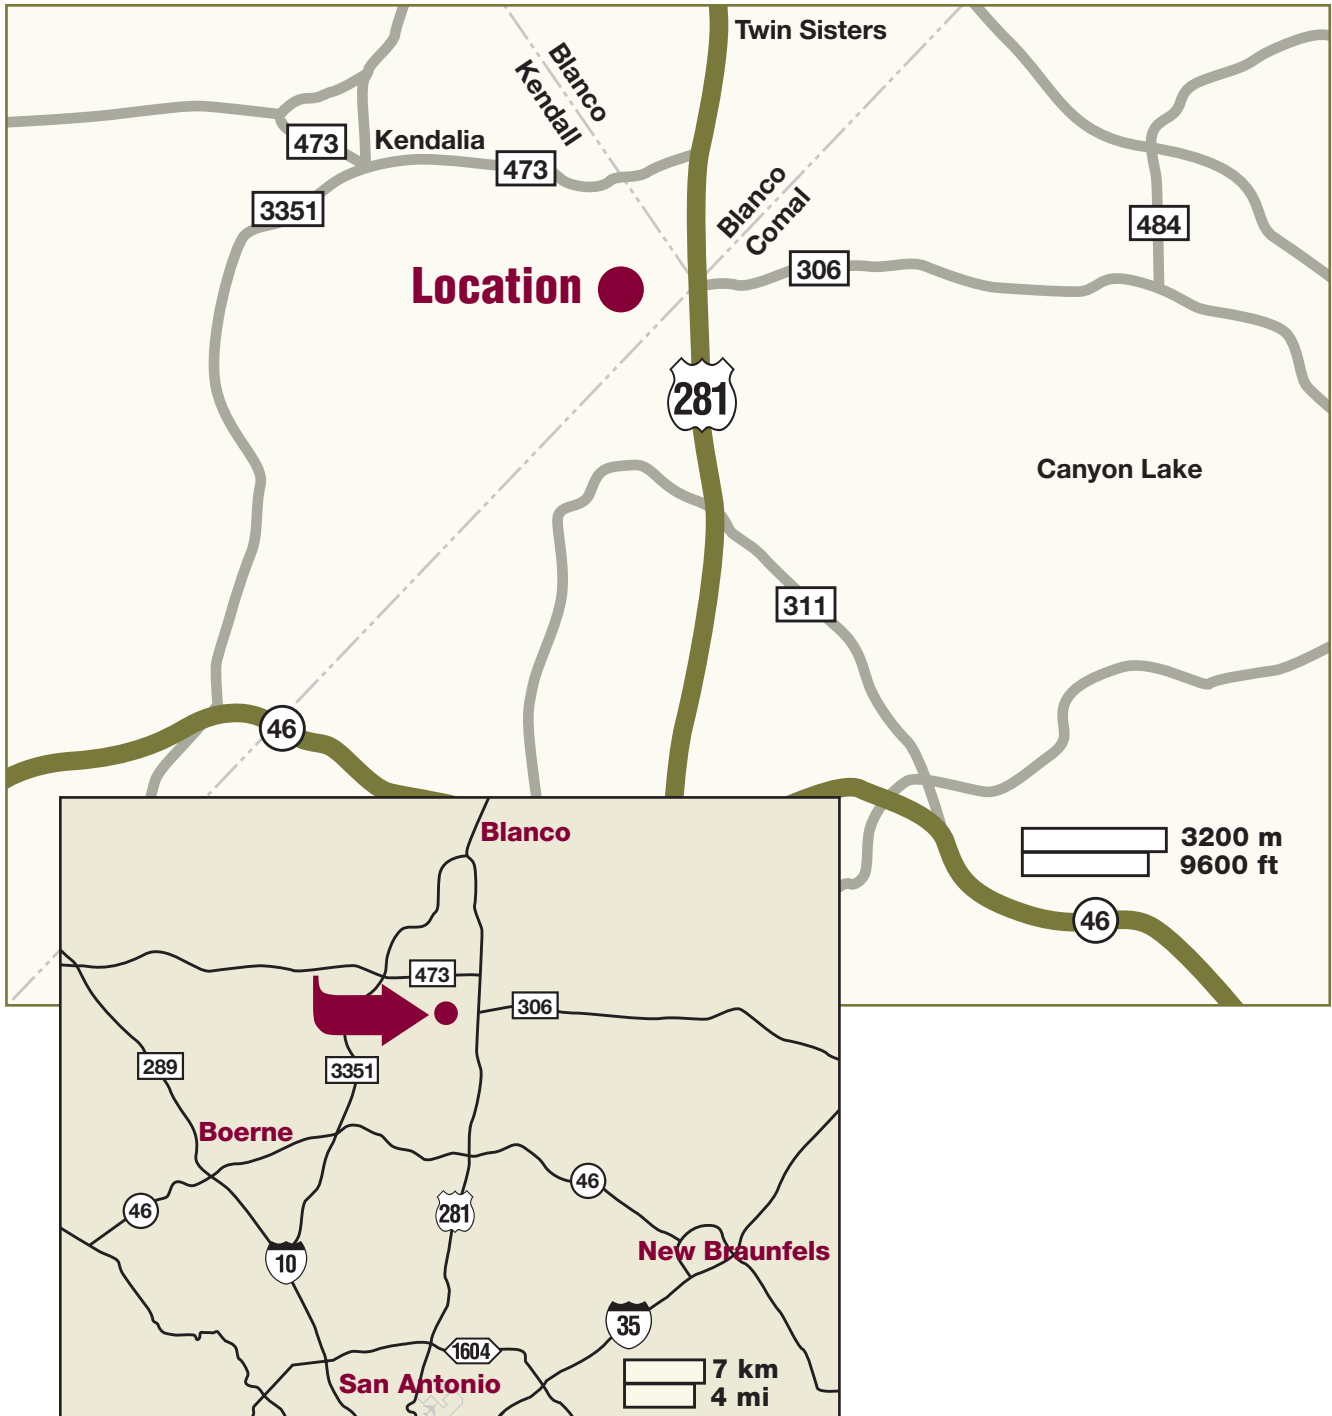 Twin Sisters
Blanco
Kendall
473
Kendalia
473
3351
Blanco
Comal
484
306
Location
281
Canyon Lake
311
46
3200 m
9600 ft
46
Blanco
473
306
289
3351
Boerne
46
46
281
10
New Braunfels
35
1604
7 km
San Antonio
4 mi